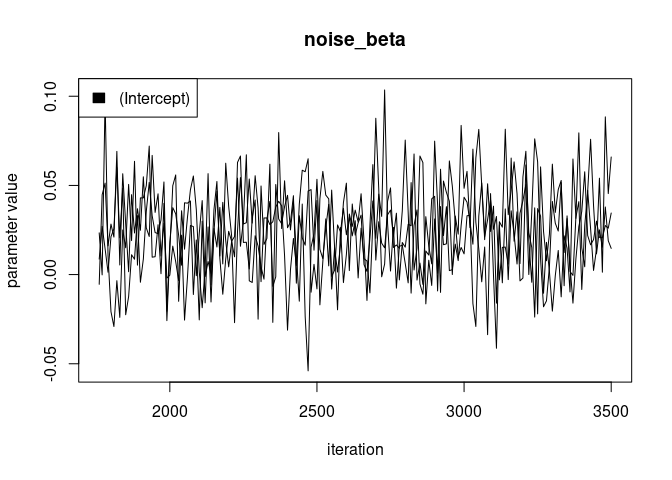 noise_beta
(Intercept)
parameter value
0.10
0.05
0.00
-0.05
2000
2500
3000
3500
iteration